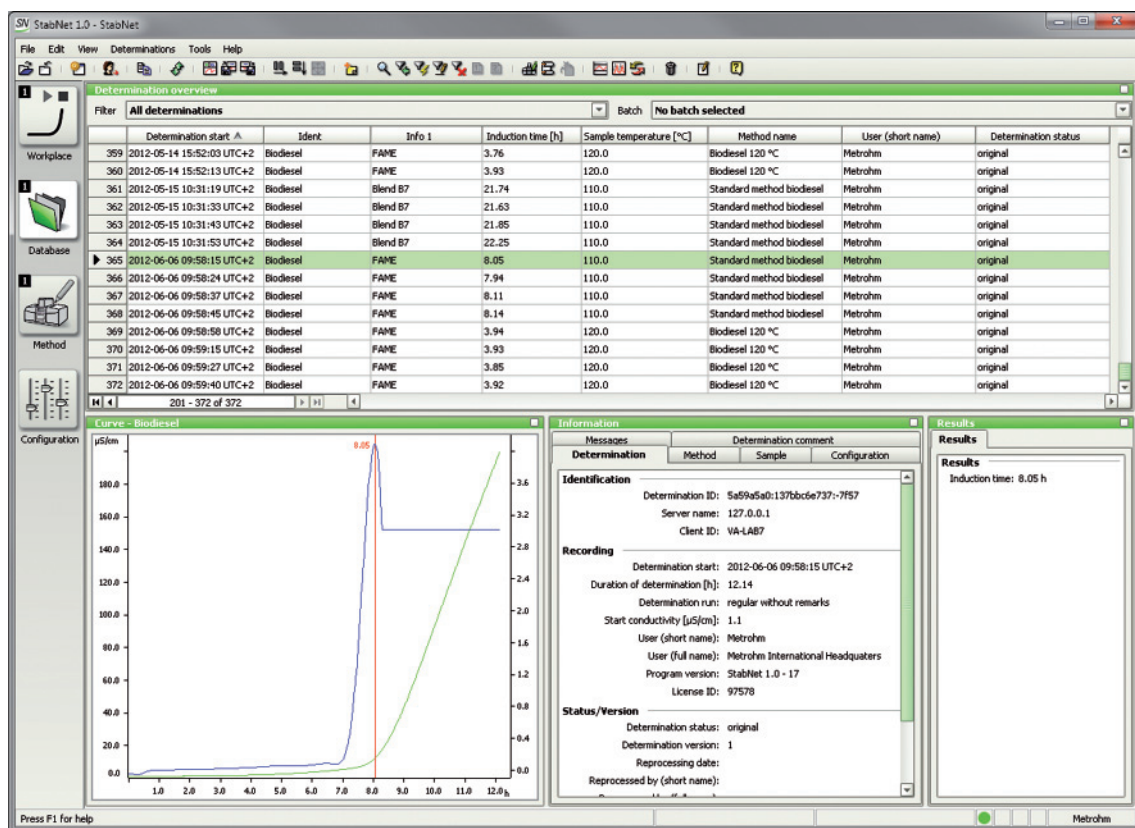 StabNet 1.0 - StabNet
File Edit View Determinations Tools Help
Determination overview
Filter All determinations Batch No batch selected
Determination start Ident Info 1 Induction time [h] Sample temperature [°C] Method name User (short name) Determination status
359 2012-05-14 15:52:03 UTC+2 Biodiesel FAME 3.76 120.0 Biodiesel 120 °C Metrohm original
360 2012-05-14 15:52:13 UTC+2 Biodiesel FAME 3.93 120.0 Biodiesel 120 °C Metrohm original
361 2012-05-15 10:31:19 UTC+2 Biodiesel Blend B7 21.74 110.0 Standard method biodiesel Metrohm original
362 2012-05-15 10:31:33 UTC+2 Biodiesel Blend B7 21.63 110.0 Standard method biodiesel Metrohm original
363 2012-05-15 10:31:43 UTC+2 Biodiesel Blend B7 21.85 110.0 Standard method biodiesel Metrohm original
364 2012-05-15 10:31:53 UTC+2 Biodiesel Blend B7 22.25 110.0 Standard method biodiesel Metrohm original
365 2012-06-06 09:58:15 UTC+2 Biodiesel FAME 8.05 110.0 Standard method biodiesel Metrohm original
366 2012-06-06 09:58:24 UTC+2 Biodiesel FAME 7.94 110.0 Standard method biodiesel Metrohm original
367 2012-06-06 09:58:37 UTC+2 Biodiesel FAME 8.11 110.0 Standard method biodiesel Metrohm original
368 2012-06-06 09:58:45 UTC+2 Biodiesel FAME 8.14 110.0 Standard method biodiesel Metrohm original
369 2012-06-06 09:58:58 UTC+2 Biodiesel FAME 3.94 120.0 Biodiesel 120 °C Metrohm original
370 2012-06-06 09:59:15 UTC+2 Biodiesel FAME 3.93 120.0 Biodiesel 120 °C Metrohm original
371 2012-06-06 09:59:27 UTC+2 Biodiesel FAME 3.85 120.0 Biodiesel 120 °C Metrohm original
372 2012-06-06 09:59:40 UTC+2 Biodiesel FAME 3.92 120.0 Biodiesel 120 °C Metrohm original
201 - 372 of 372
1
Workplace
1
Database
1
Method
Configuration
Curve - Biodiesel
µS/cm
8.05
180.0
160.0
140.0
120.0
100.0
80.0
60.0
40.0
20.0
0.0
3.6
3.2
2.8
2.4
2.0
1.6
1.2
0.8
0.4
0.0
1.0 2.0 3.0 4.0 5.0 6.0 7.0 8.0 9.0 10.0 11.0 12.0 h
Information
Messages Determination comment
Determination Method Sample Configuration
Identification
Determination ID: 5a59a5a0:137bbc6e737:-7f57
Server name: 127.0.0.1
Client ID: VA-LAB7
Recording
Determination start: 2012-06-06 09:58:15 UTC+2
Duration of determination [h]: 12.14
Determination run: regular without remarks
Start conductivity [µS/cm]: 1.1
User (short name): Metrohm
User (full name): Metrohm International Headquaters
Program version: StabNet 1.0 - 17
License ID: 97578
Status/Version
Determination status: original
Determination version: 1
Reprocessing date:
Reprocessed by (short name):
Results
Results
Results
Induction time: 8.05 h
Press F1 for help
Metrohm